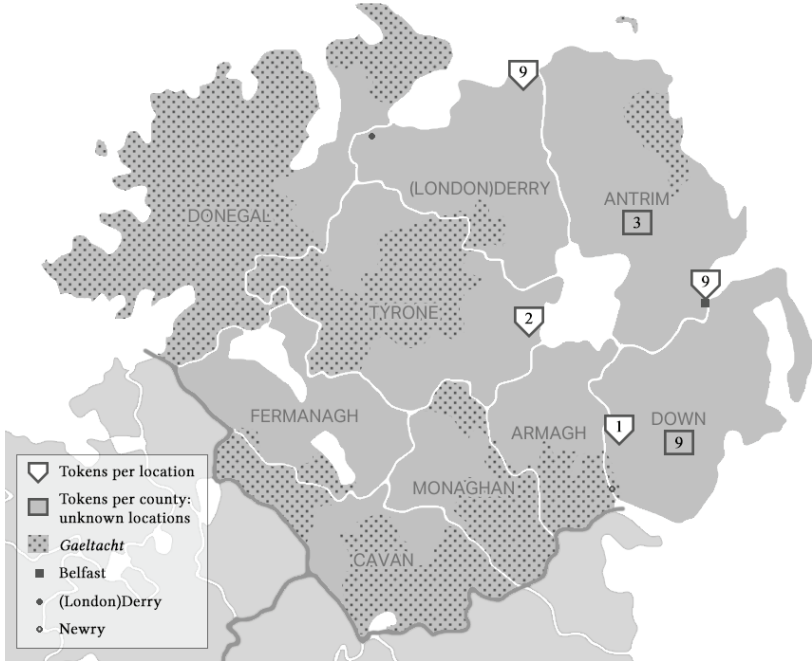 9
(LONDON)DERRY
ANTRIM
3
DONEGAL
9
TYRONE
2
FERMANAGH
ARMAGH
1
DOWN
9
MONAGHAN
CAVAN
Tokens per location
Tokens per county:
unknown locations
Gaeltacht
Belfast
(London)Derry
Newry